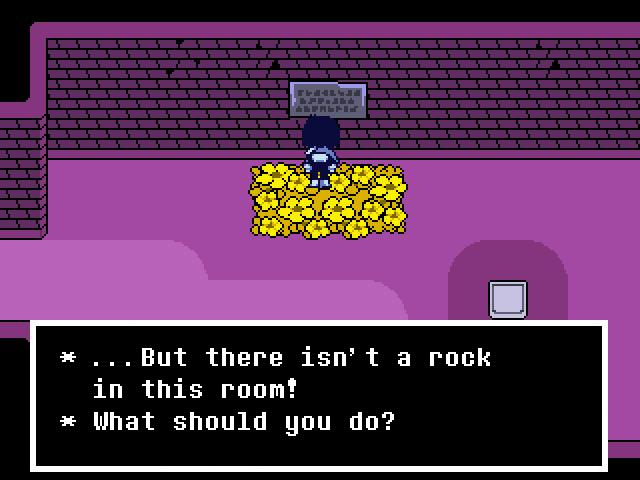 * ...But there isn't a rock
in this room!
* What should you do?